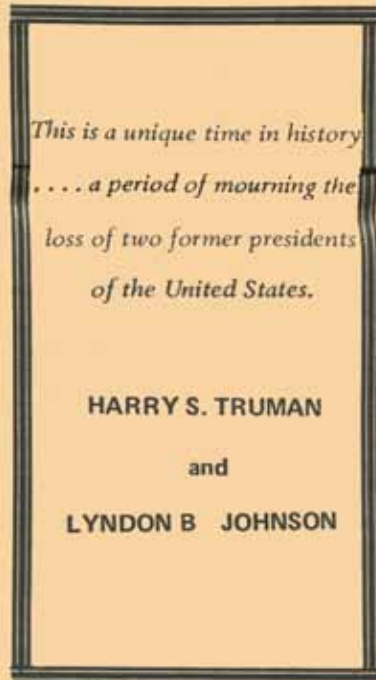 This is a unique time in history
.... a period of mourning the
loss of two former presidents
of the United States.
HARRY S. TRUMAN
and
LYNDON B JOHNSON